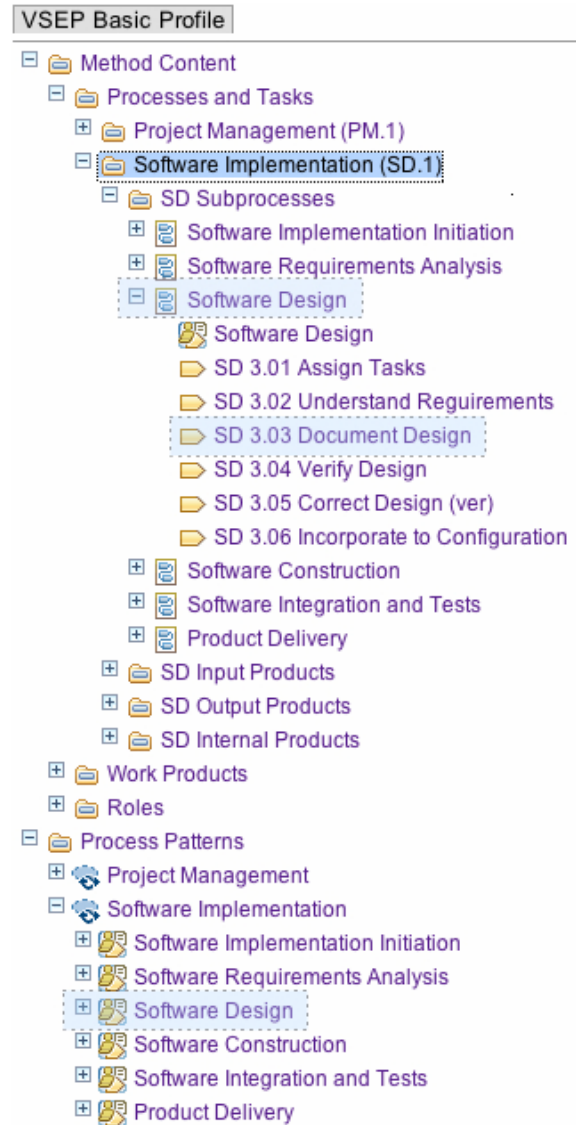 VSEP Basic Profile
Method Content
Processes and Tasks
Project Management (PM.1)
Software Implementation (SD.1)
SD Subprocesses
Software Implementation Initiation
Software Requirements Analysis
Software Design
Software Design
SD 3.01 Assign Tasks
SD 3.02 Understand Reguirements
SD 3.03 Document Design
SD 3.04 Verify Design
SD 3.05 Correct Design (ver)
SD 3.06 Incorporate to Configuration
Software Construction
Software Integration and Tests
Product Delivery
SD Input Products
SD Output Products
SD Internal Products
Work Products
Roles
Process Patterns
Project Management
Software Implementation
Software Implementation Initiation
Software Requirements Analysis
Software Design
Software Construction
Software Integration and Tests
Product Delivery